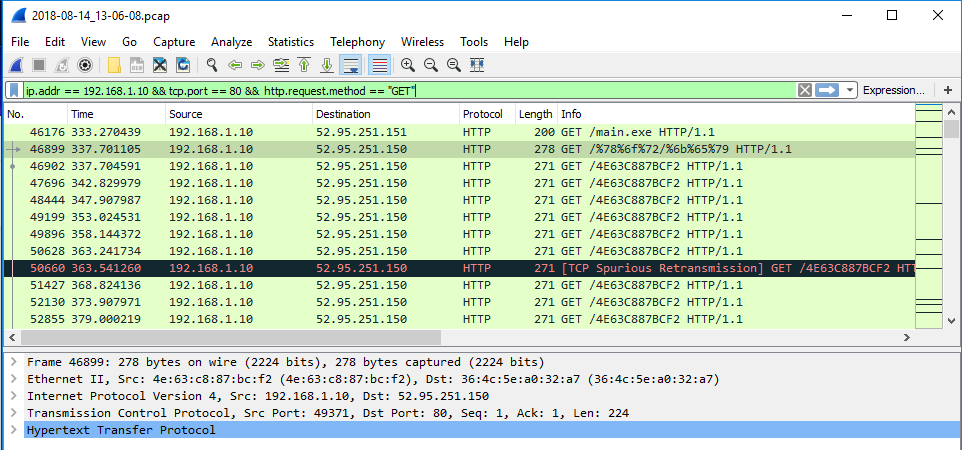 2018-08-14_13-06-08.pcap
File Edit View Go Capture Analyze Statistics Telephony Wireless Tools Help
ip.addr == 192.168.1.10 && tcp.port == 80 && http.request.method == "GET" Expression… +
No. Time Source Destination Protocol Length Info
46176 333.270439 192.168.1.10 52.95.251.151 HTTP 200 GET /main.exe HTTP/1.1
46899 337.701105 192.168.1.10 52.95.251.150 HTTP 278 GET /%78%6f%72/%6b%65%79 HTTP/1.1
46902 337.704591 192.168.1.10 52.95.251.150 HTTP 271 GET /4E63C887BCF2 HTTP/1.1
47696 342.829979 192.168.1.10 52.95.251.150 HTTP 271 GET /4E63C887BCF2 HTTP/1.1
48444 347.907987 192.168.1.10 52.95.251.150 HTTP 271 GET /4E63C887BCF2 HTTP/1.1
49199 353.024531 192.168.1.10 52.95.251.150 HTTP 271 GET /4E63C887BCF2 HTTP/1.1
49896 358.144372 192.168.1.10 52.95.251.150 HTTP 271 GET /4E63C887BCF2 HTTP/1.1
50628 363.241734 192.168.1.10 52.95.251.150 HTTP 271 GET /4E63C887BCF2 HTTP/1.1
50660 363.541260 192.168.1.10 52.95.251.150 HTTP 271 [TCP Spurious Retransmission] GET /4E63C887BCF2 HTT
51427 368.824136 192.168.1.10 52.95.251.150 HTTP 271 GET /4E63C887BCF2 HTTP/1.1
52130 373.907971 192.168.1.10 52.95.251.150 HTTP 271 GET /4E63C887BCF2 HTTP/1.1
52855 379.000219 192.168.1.10 52.95.251.150 HTTP 271 GET /4E63C887BCF2 HTTP/1.1
Frame 46899: 278 bytes on wire (2224 bits), 278 bytes captured (2224 bits)
Ethernet II, Src: 4e:63:c8:87:bc:f2 (4e:63:c8:87:bc:f2), Dst: 36:4c:5e:a0:32:a7 (36:4c:5e:a0:32:a7)
Internet Protocol Version 4, Src: 192.168.1.10, Dst: 52.95.251.150
Transmission Control Protocol, Src Port: 49371, Dst Port: 80, Seq: 1, Ack: 1, Len: 224
Hypertext Transfer Protocol